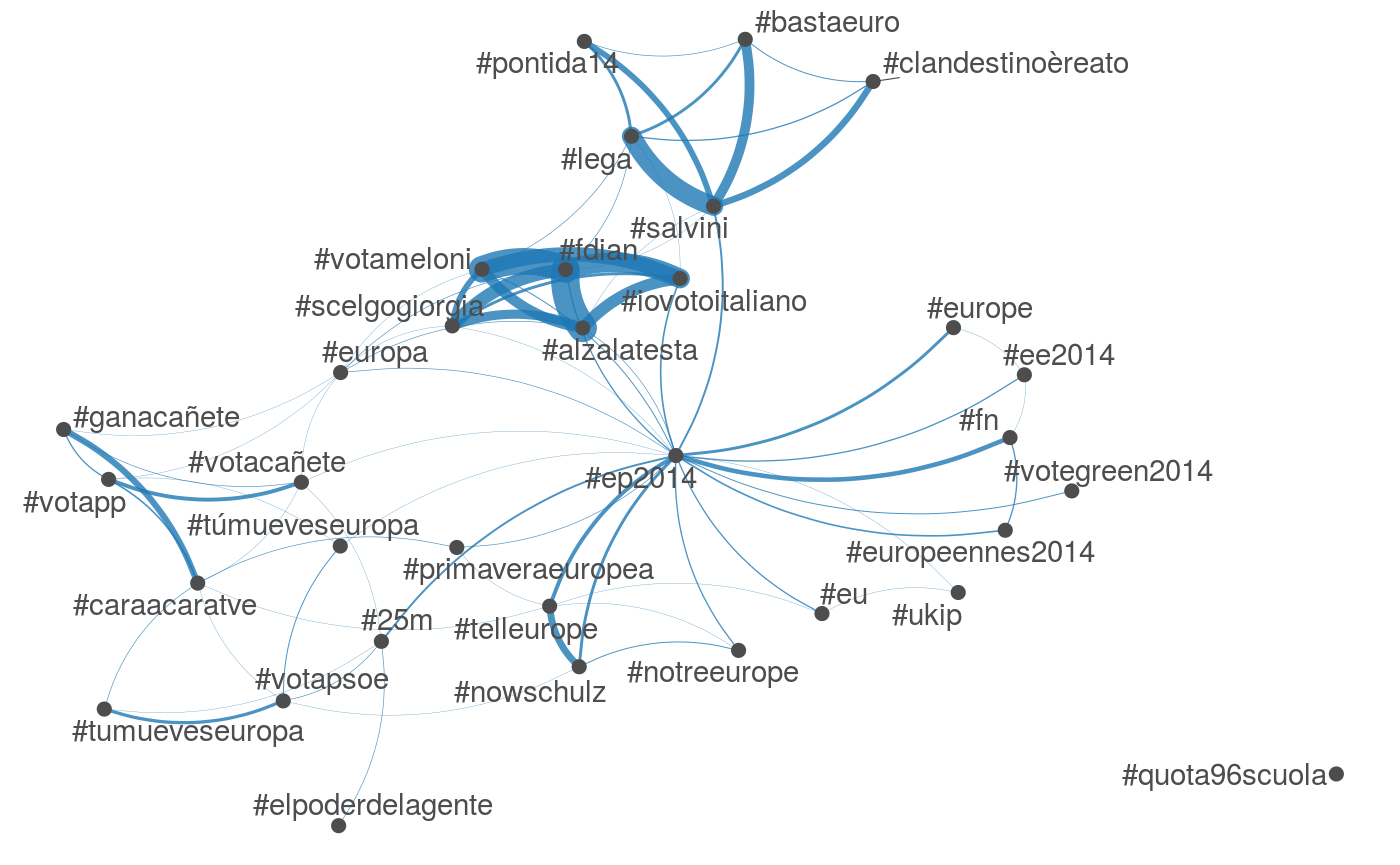 #bastaeuro
#pontida14
#clandestinoèreato
#lega
#salvini
#fdian
#votameloni
#scelgogiorgia
#iovotoitaliano
#europe
#europa
#alzalatesta
#ee2014
#ganacañete
#fn
#votacañete
#ep2014
#votegreen2014
#votapp
#túmueveseuropa
#europeennes2014
#primaveraeuropea
#caraacaratve
#eu
#ukip
#25m
#telleurope
#votapsoe
#notreeurope
#nowschulz
#tumueveseuropa
#quota96scuola
#elpoderdelagente